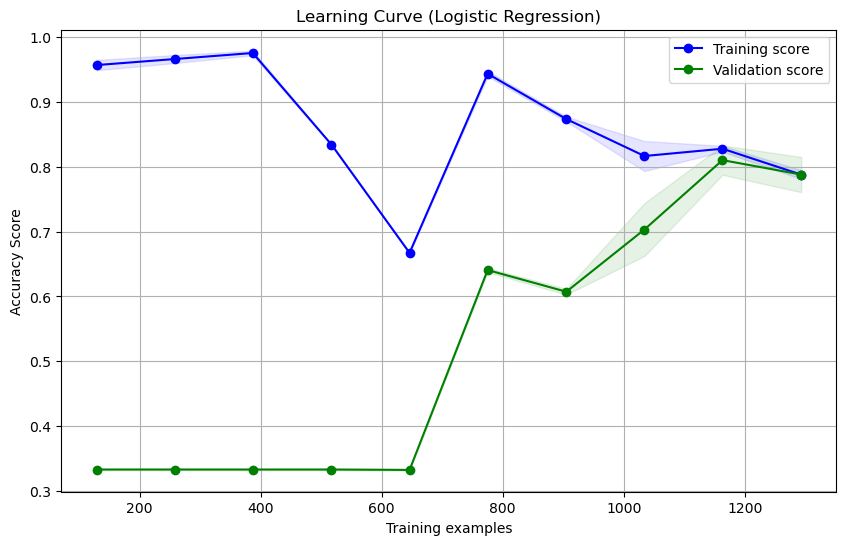 Learning Curve (Logistic Regression)
Training score
Validation score
Accuracy Score
1.0
0.9
0.8
0.7
0.6
0.5
0.4
0.3
200
400
600
800
1000
1200
Training examples